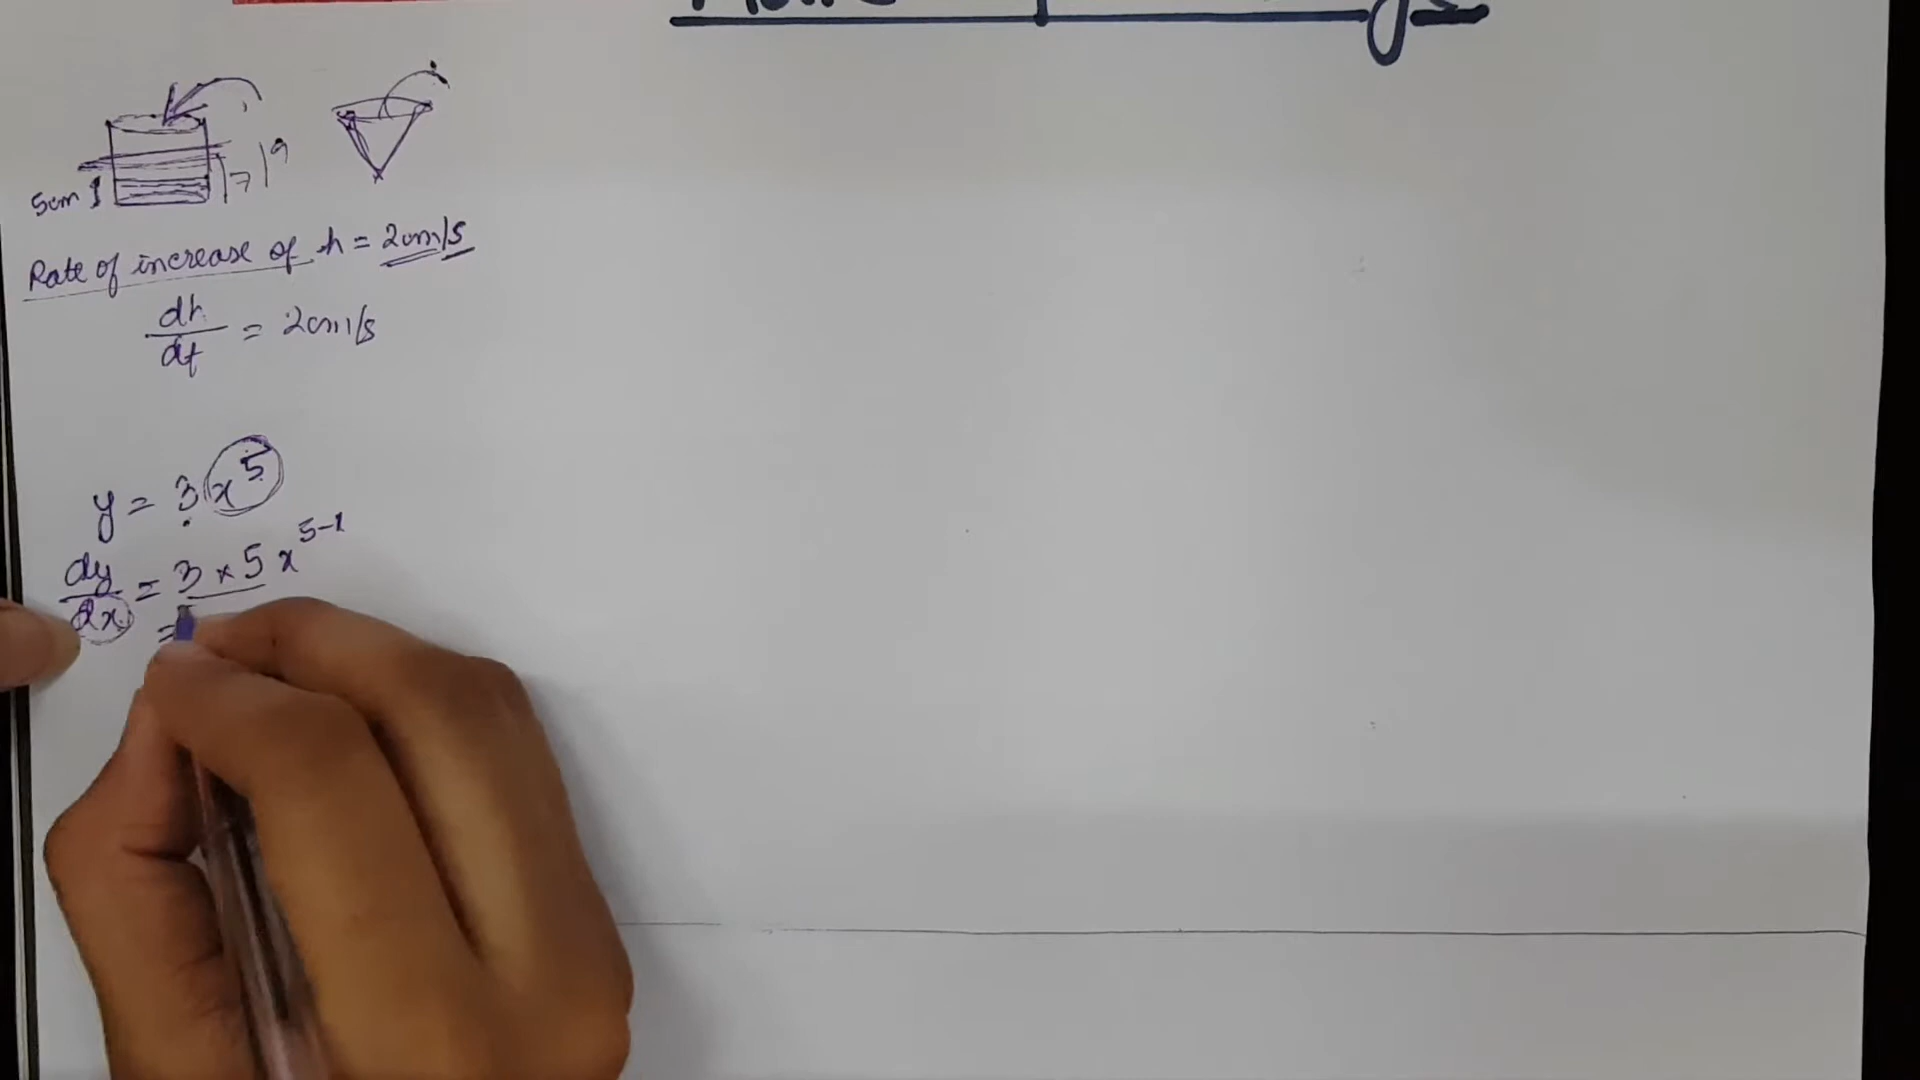 5cm
7
9
Rate of increase of h = 2cm/s
dh/dt = 2cm/s
y = 3x^5
dy/dx = 3 × 5 x^5-1
=